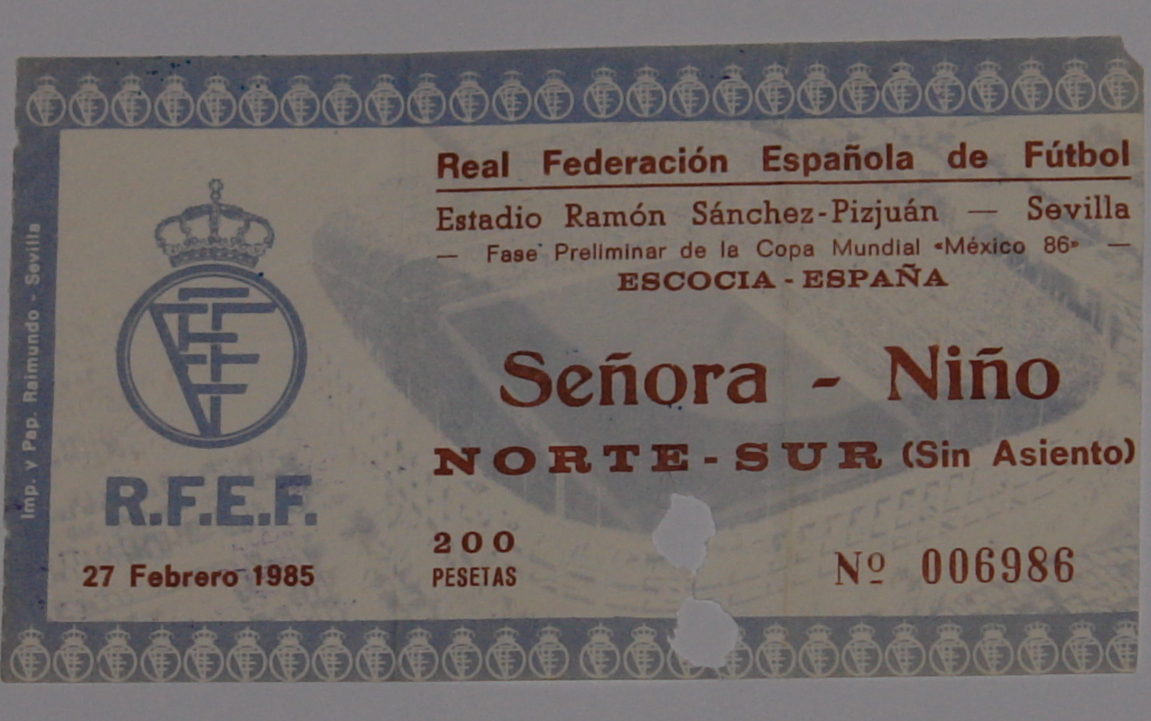 Real Federación Española de Fútbol
Estadio Ramón Sánchez-Pizjuán — Sevilla
— Fase Preliminar de la Copa Mundial «México 86» —
ESCOCIA - ESPAÑA
Señora - Niño
NORTE - SUR (Sin Asiento)
R.F.E.F.
27 Febrero 1985
200
PESETAS
Nº 006986
Imp. y Pap. Raimundo - Sevilla